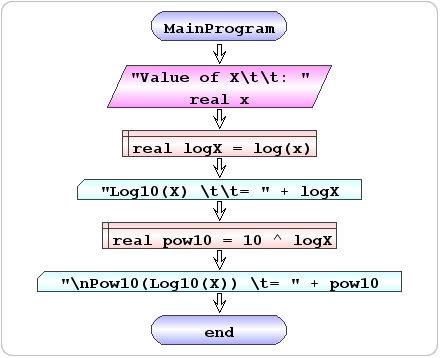 MainProgram
"Value of X\t\t: "
real x
real logX = log(x)
"Log10(X) \t\t= " + logX
real pow10 = 10 ^ logX
"\nPow10(Log10(X)) \t= " + pow10
end